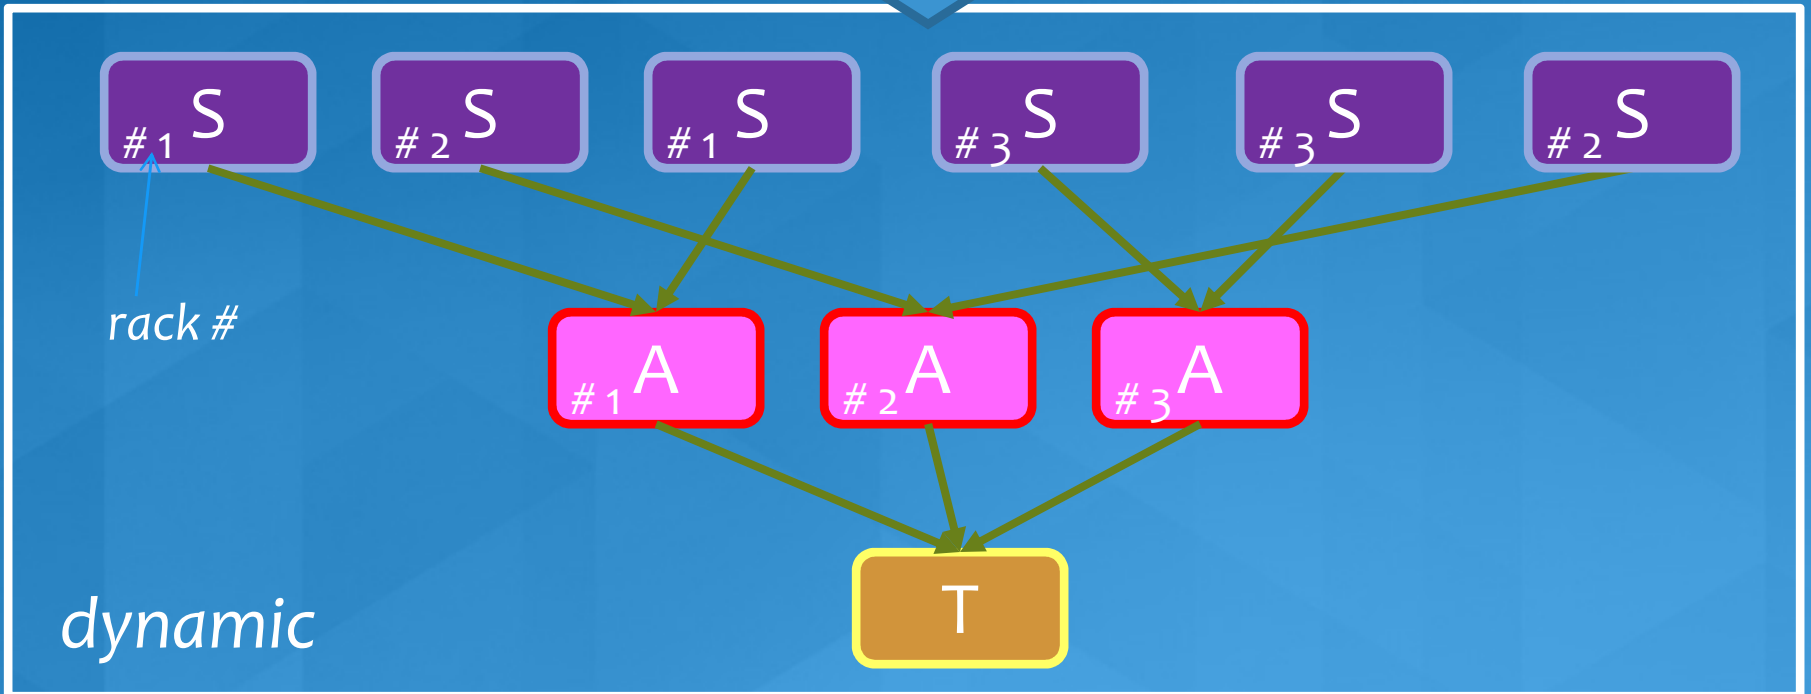 # 1 S
# 2 S
# 1 S
# 3 S
# 3 S
# 2 S
rack #
# 1 A
# 2 A
# 3 A
T
dynamic